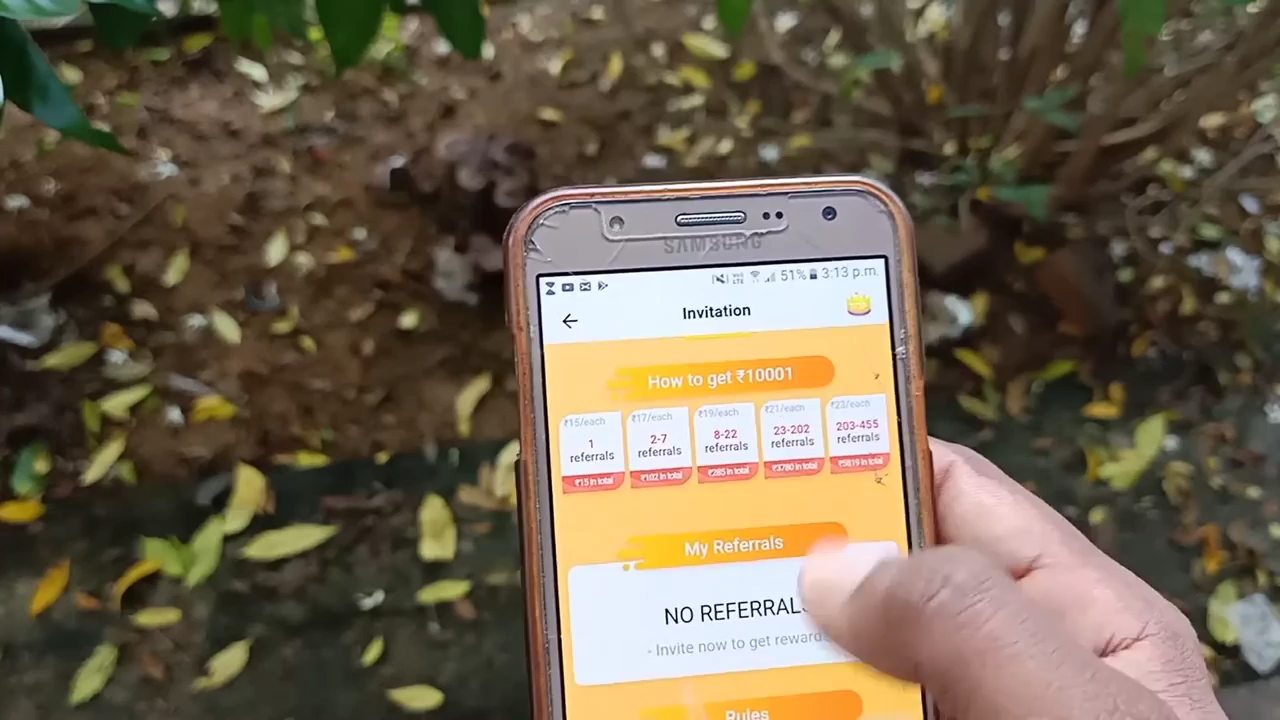 SAMSUNG
51% 3:13 p.m.
Invitation
How to get ₹10001
₹15/each ₹17/each ₹19/each ₹21/each ₹23/each
1 2-7 8-22 23-202 203-455
referrals referrals referrals referrals referrals
₹15 in total ₹102 in total ₹285 in total ₹3780 in total ₹5819 in total
My Referrals
NO REFERRALS
- Invite now to get rewards
Rules